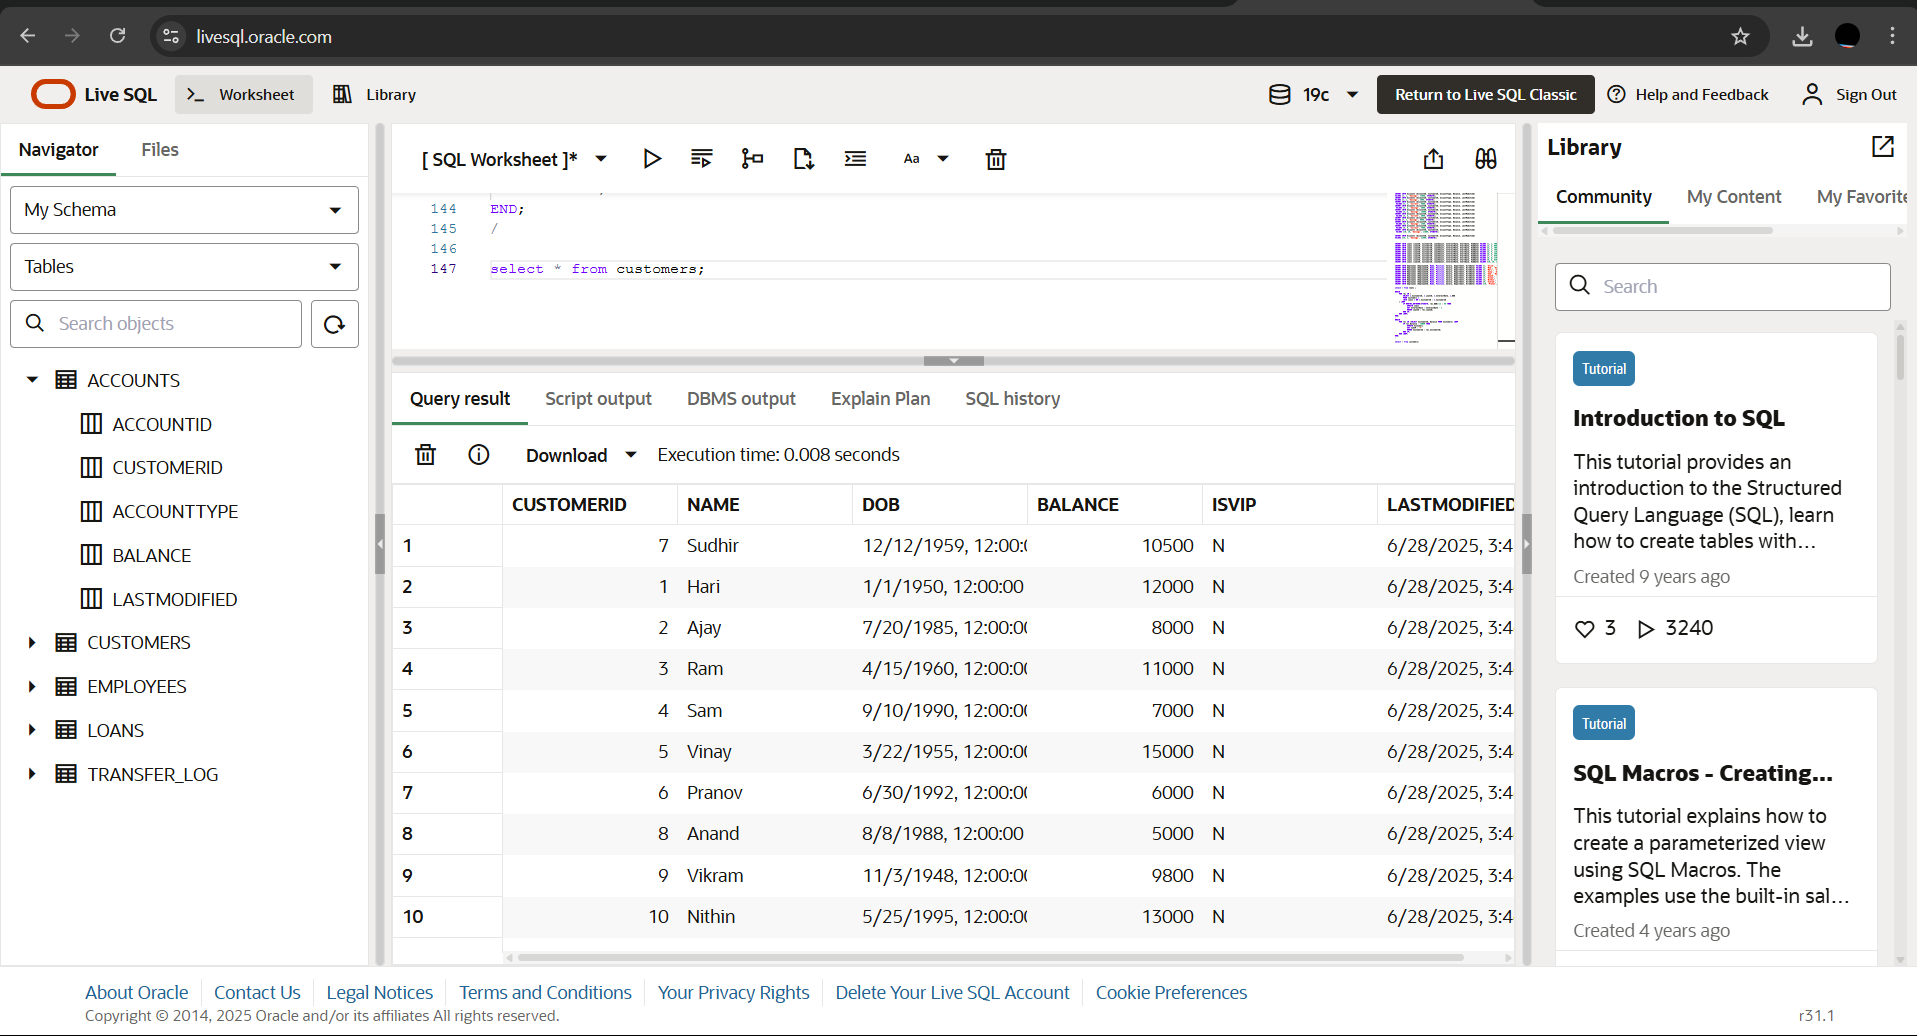 livesql.oracle.com
Live SQL
Worksheet
Library
19c
Return to Live SQL Classic
Help and Feedback
Sign Out
Navigator
Files
My Schema
Tables
Search objects
ACCOUNTS
ACCOUNTID
CUSTOMERID
ACCOUNTTYPE
BALANCE
LASTMODIFIED
CUSTOMERS
EMPLOYEES
LOANS
TRANSFER_LOG
[ SQL Worksheet ]*
Aa
144 END;
145 /
146
147 select * from customers;
Query result
Script output
DBMS output
Explain Plan
SQL history
Download
Execution time: 0.008 seconds
CUSTOMERID NAME DOB BALANCE ISVIP LASTMODIFIED
1 7 Sudhir 12/12/1959, 12:00:0 10500 N 6/28/2025, 3:4
2 1 Hari 1/1/1950, 12:00:00 12000 N 6/28/2025, 3:4
3 2 Ajay 7/20/1985, 12:00:00 8000 N 6/28/2025, 3:4
4 3 Ram 4/15/1960, 12:00:00 11000 N 6/28/2025, 3:4
5 4 Sam 9/10/1990, 12:00:00 7000 N 6/28/2025, 3:4
6 5 Vinay 3/22/1955, 12:00:00 15000 N 6/28/2025, 3:4
7 6 Pranov 6/30/1992, 12:00:00 6000 N 6/28/2025, 3:4
8 8 Anand 8/8/1988, 12:00:00 5000 N 6/28/2025, 3:4
9 9 Vikram 11/3/1948, 12:00:00 9800 N 6/28/2025, 3:4
10 10 Nithin 5/25/1995, 12:00:00 13000 N 6/28/2025, 3:4
Library
Community
My Content
My Favorite
Search
Tutorial
Introduction to SQL
This tutorial provides an
introduction to the Structured
Query Language (SQL), learn
how to create tables with...
Created 9 years ago
3 3240
Tutorial
SQL Macros - Creating...
This tutorial explains how to
create a parameterized view
using SQL Macros. The
examples use the built-in sal...
Created 4 years ago
About Oracle
Contact Us
Legal Notices
Terms and Conditions
Your Privacy Rights
Delete Your Live SQL Account
Cookie Preferences
Copyright © 2014, 2025 Oracle and/or its affiliates All rights reserved.
r31.1